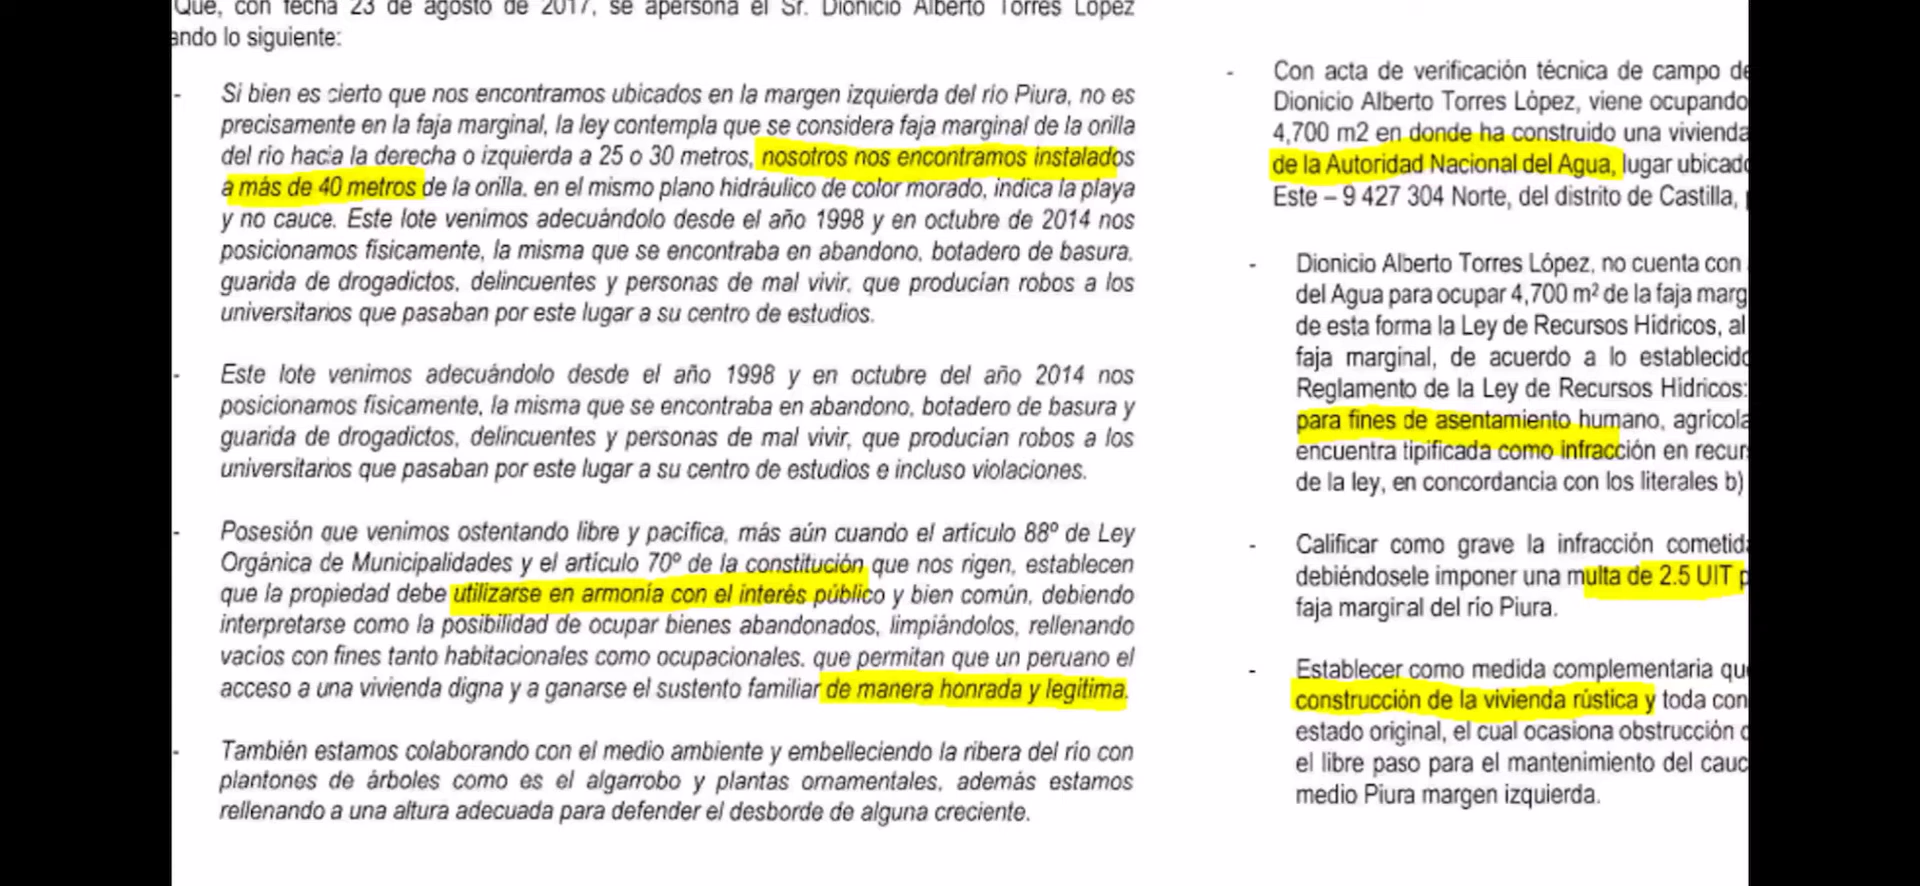 Que, con fecha 23 de agosto de 2017, se apersona el Sr. Dionicio Alberto Torres López
ando lo siguiente:
- Si bien es cierto que nos encontramos ubicados en la margen izquierda del río Piura, no es
precisamente en la faja marginal, la ley contempla que se considera faja marginal de la orilla
del río hacia la derecha o izquierda a 25 o 30 metros, nosotros nos encontramos instalados
a más de 40 metros de la orilla, en el mismo plano hidráulico de color morado, indica la playa
y no cauce. Este lote venimos adecuándolo desde el año 1998 y en octubre de 2014 nos
posicionamos físicamente, la misma que se encontraba en abandono, botadero de basura,
guarida de drogadictos, delincuentes y personas de mal vivir, que producían robos a los
universitarios que pasaban por este lugar a su centro de estudios.
- Este lote venimos adecuándolo desde el año 1998 y en octubre del año 2014 nos
posicionamos físicamente, la misma que se encontraba en abandono, botadero de basura y
guarida de drogadictos, delincuentes y personas de mal vivir, que producían robos a los
universitarios que pasaban por este lugar a su centro de estudios e incluso violaciones.
- Posesión que venimos ostentando libre y pacífica, más aún cuando el artículo 88º de Ley
Orgánica de Municipalidades y el artículo 70º de la constitución que nos rigen, establecen
que la propiedad debe utilizarse en armonía con el interés público y bien común, debiendo
interpretarse como la posibilidad de ocupar bienes abandonados, limpiándolos, rellenando
vacíos con fines tanto habitacionales como ocupacionales, que permitan que un peruano el
acceso a una vivienda digna y a ganarse el sustento familiar de manera honrada y legítima.
- También estamos colaborando con el medio ambiente y embelleciendo la ribera del río con
plantones de árboles como es el algarrobo y plantas ornamentales, además estamos
rellenando a una altura adecuada para defender el desborde de alguna creciente.
- Con acta de verificación técnica de campo de
Dionicio Alberto Torres López, viene ocupando
4,700 m2 en donde ha construido una vivienda
de la Autoridad Nacional del Agua, lugar ubicado
Este – 9 427 304 Norte, del distrito de Castilla,
- Dionicio Alberto Torres López, no cuenta con
del Agua para ocupar 4,700 m² de la faja marg
de esta forma la Ley de Recursos Hídricos, al
faja marginal, de acuerdo a lo establecido
Reglamento de la Ley de Recursos Hídricos:
para fines de asentamiento humano, agrícola
encuentra tipificada como infracción en recur
de la ley, en concordancia con los literales b)
- Calificar como grave la infracción cometida
debiéndosele imponer una multa de 2.5 UIT p
faja marginal del río Piura.
- Establecer como medida complementaria qu
construcción de la vivienda rústica y toda con
estado original, el cual ocasiona obstrucción
el libre paso para el mantenimiento del cauc
medio Piura margen izquierda.